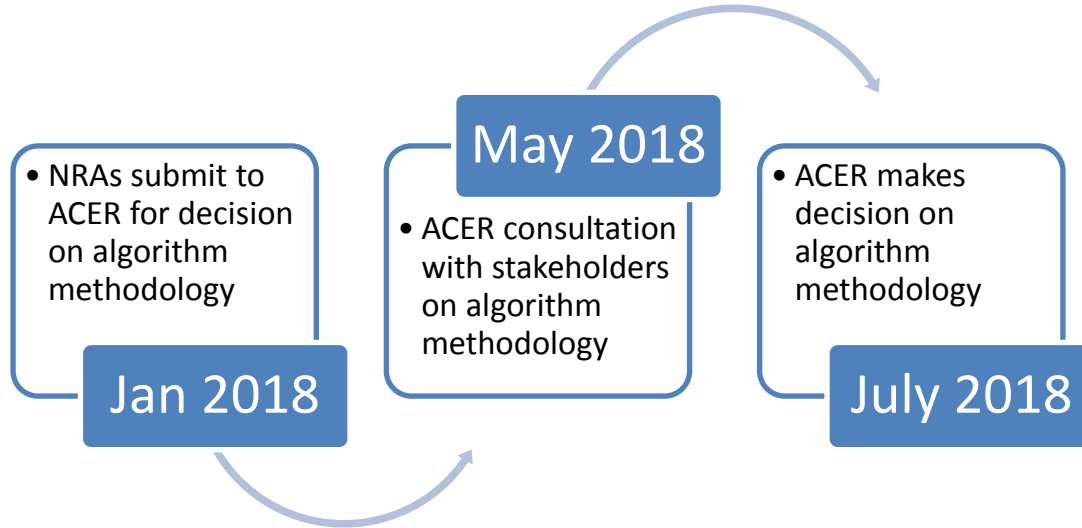 • NRAs submit to
ACER for decision
on algorithm
methodology
Jan 2018
May 2018
• ACER consultation
with stakeholders
on algorithm
methodology
• ACER makes
decision on
algorithm
methodology
July 2018